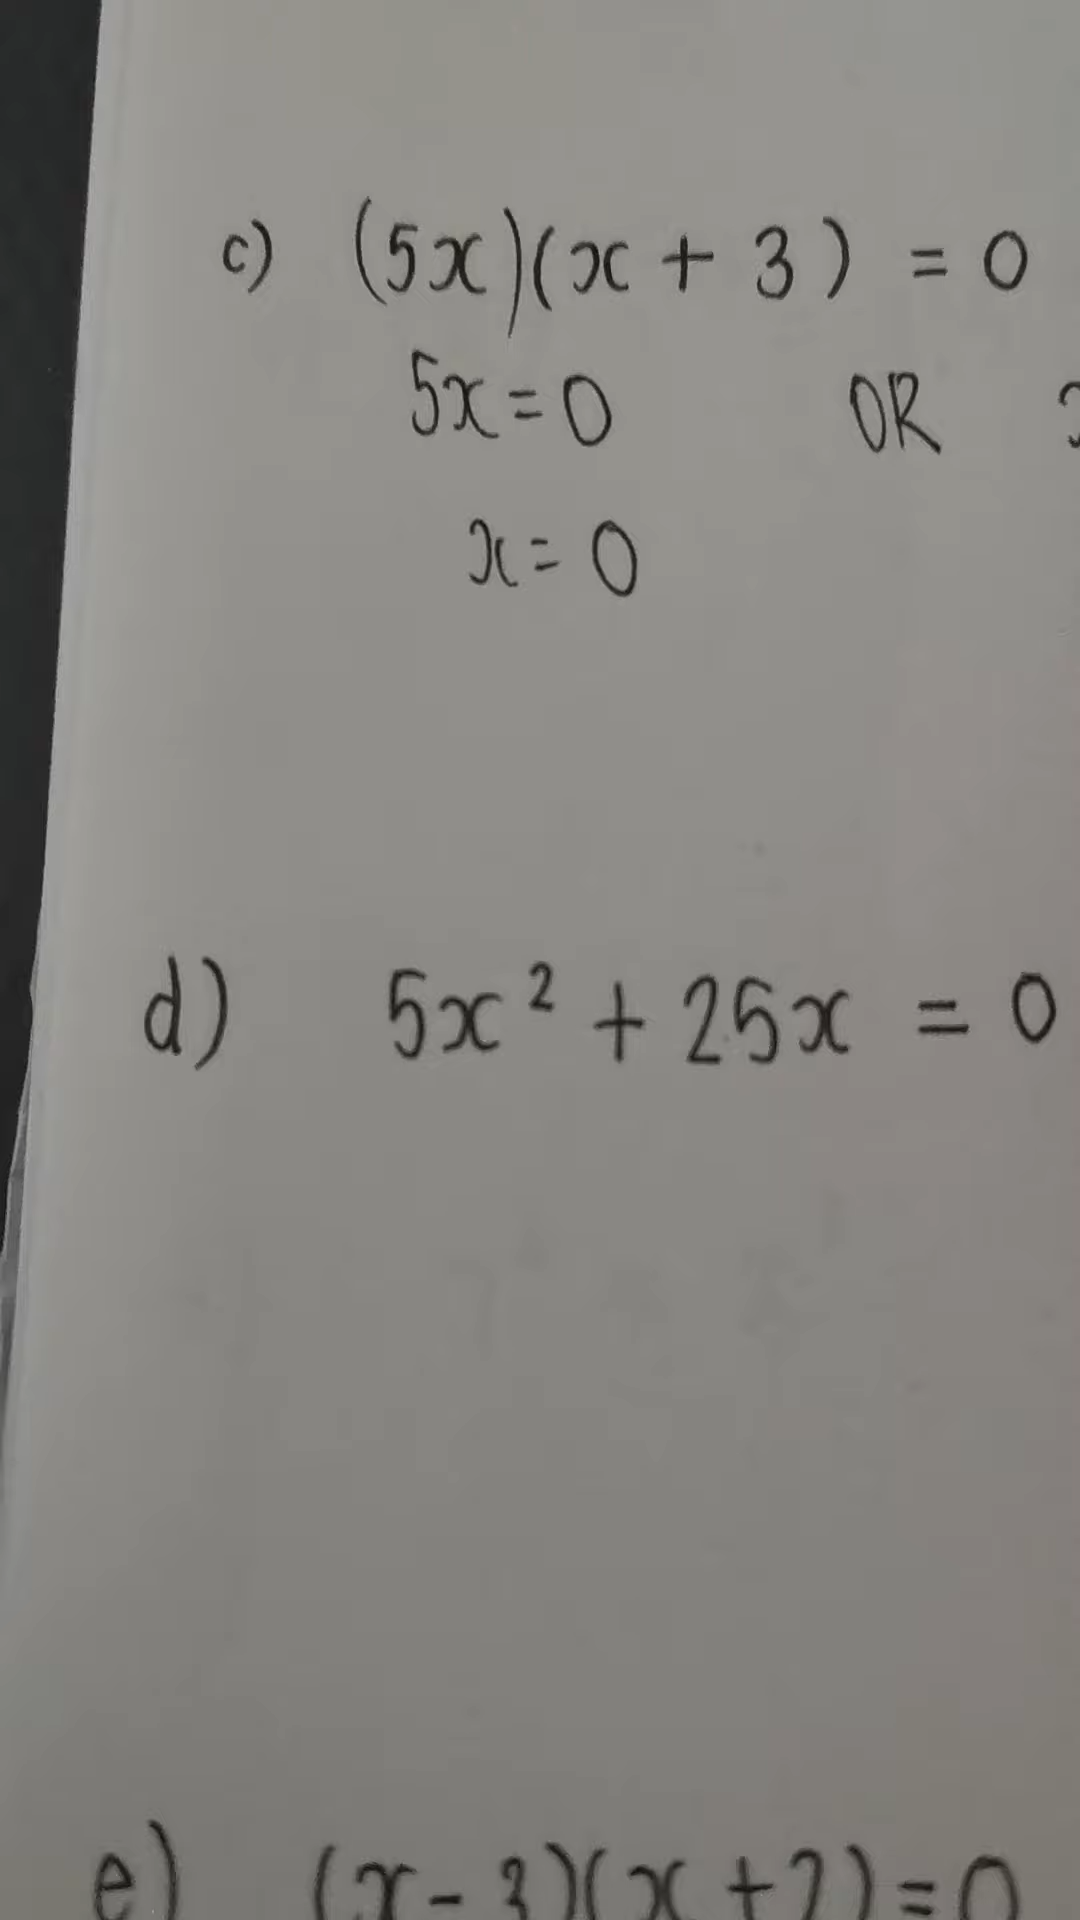 c) (5x)(x + 3) = 0
5x = 0 OR
x = 0
d) 5x² + 25x = 0
e) (x - 3)(x + 2) = 0